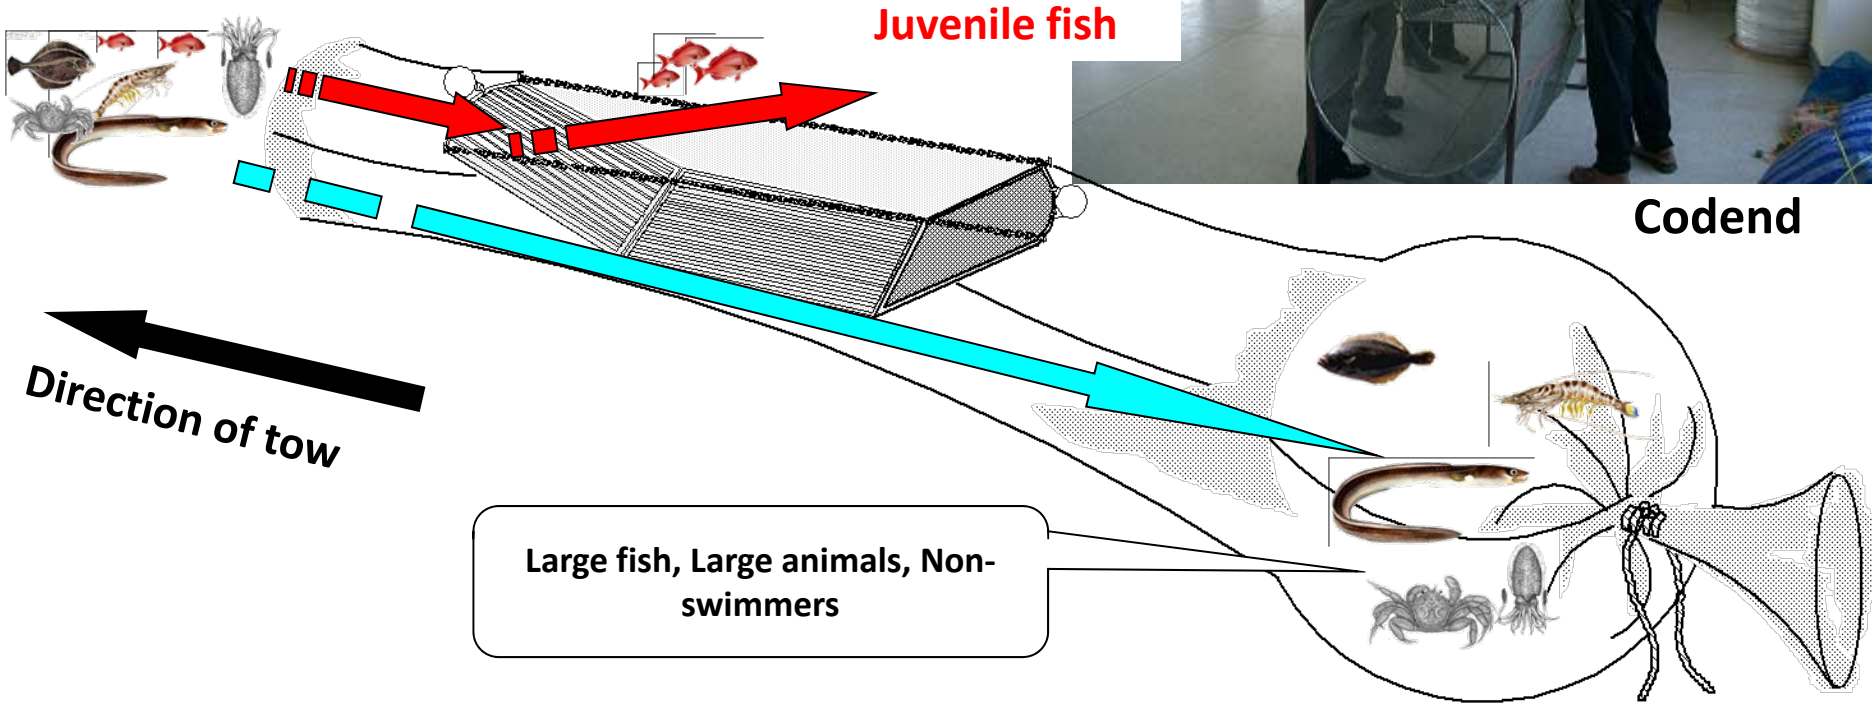 Juvenile fish
Codend
Direction of tow
Large fish, Large animals, Non-
swimmers